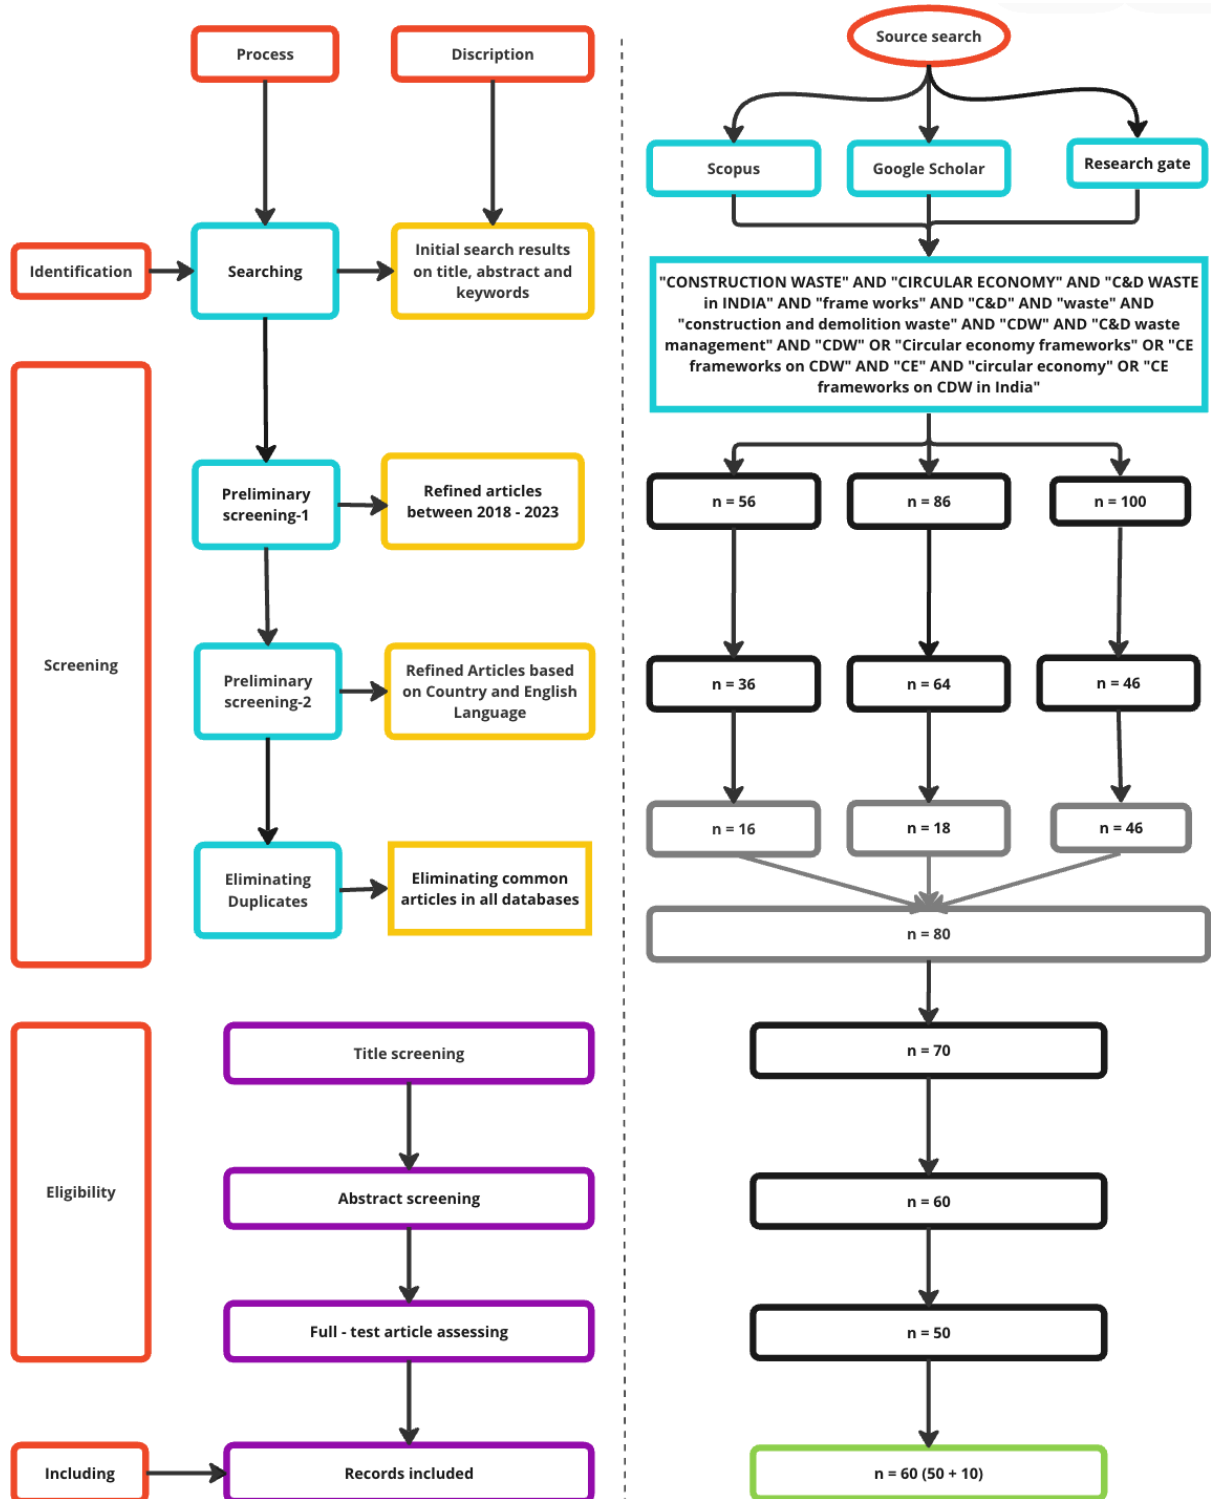 Process
Discription
Source search
Scopus
Google Scholar
Research gate
Identification
Searching
Initial search results
on title, abstract and
keywords
"CONSTRUCTION WASTE" AND "CIRCULAR ECONOMY" AND "C&D WASTE
in INDIA" AND "frame works" AND "C&D" AND "waste" AND
"construction and demolition waste" AND "CDW" AND "C&D waste
management" AND "CDW" OR "Circular economy frameworks" OR "CE
frameworks on CDW" AND "CE" AND "circular economy" OR "CE
frameworks on CDW in India"
Screening
Preliminary
screening-1
Refined articles
between 2018 - 2023
n = 56
n = 86
n = 100
Preliminary
screening-2
Refined Articles based
on Country and English
Language
n = 36
n = 64
n = 46
Eliminating
Duplicates
Eliminating common
articles in all databases
n = 16
n = 18
n = 46
n = 80
Eligibility
Title screening
n = 70
Abstract screening
n = 60
Full - test article assessing
n = 50
Including
Records included
n = 60 (50 + 10)